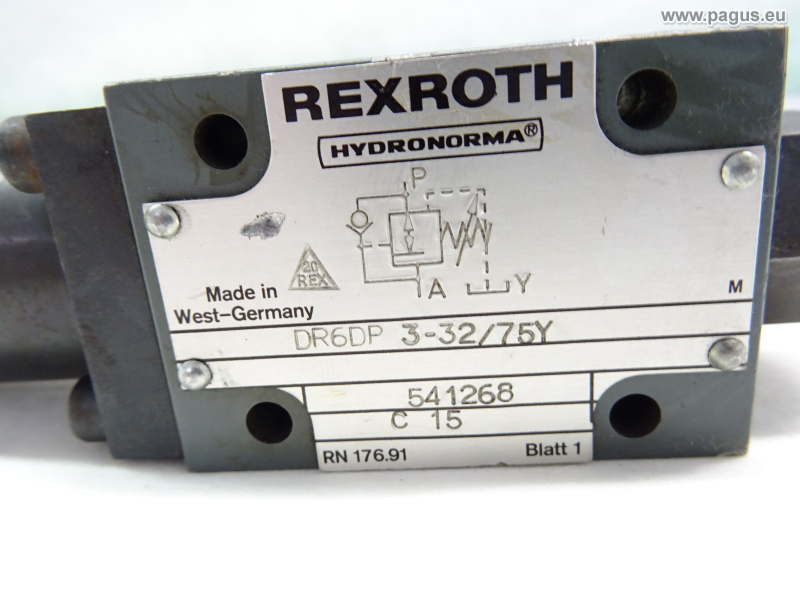 www.pagus.eu
REXROTH
HYDRONORMA®
P
A
Y
20
REX
Made in
West-Germany
M
DR6DP 3-32/75Y
541268
C 15
RN 176.91 Blatt 1